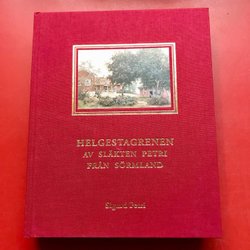 HELGESTAGRENEN
AV SLÄKTEN PETRI
FRÅN SÖRMLAND
Sigurd Petri